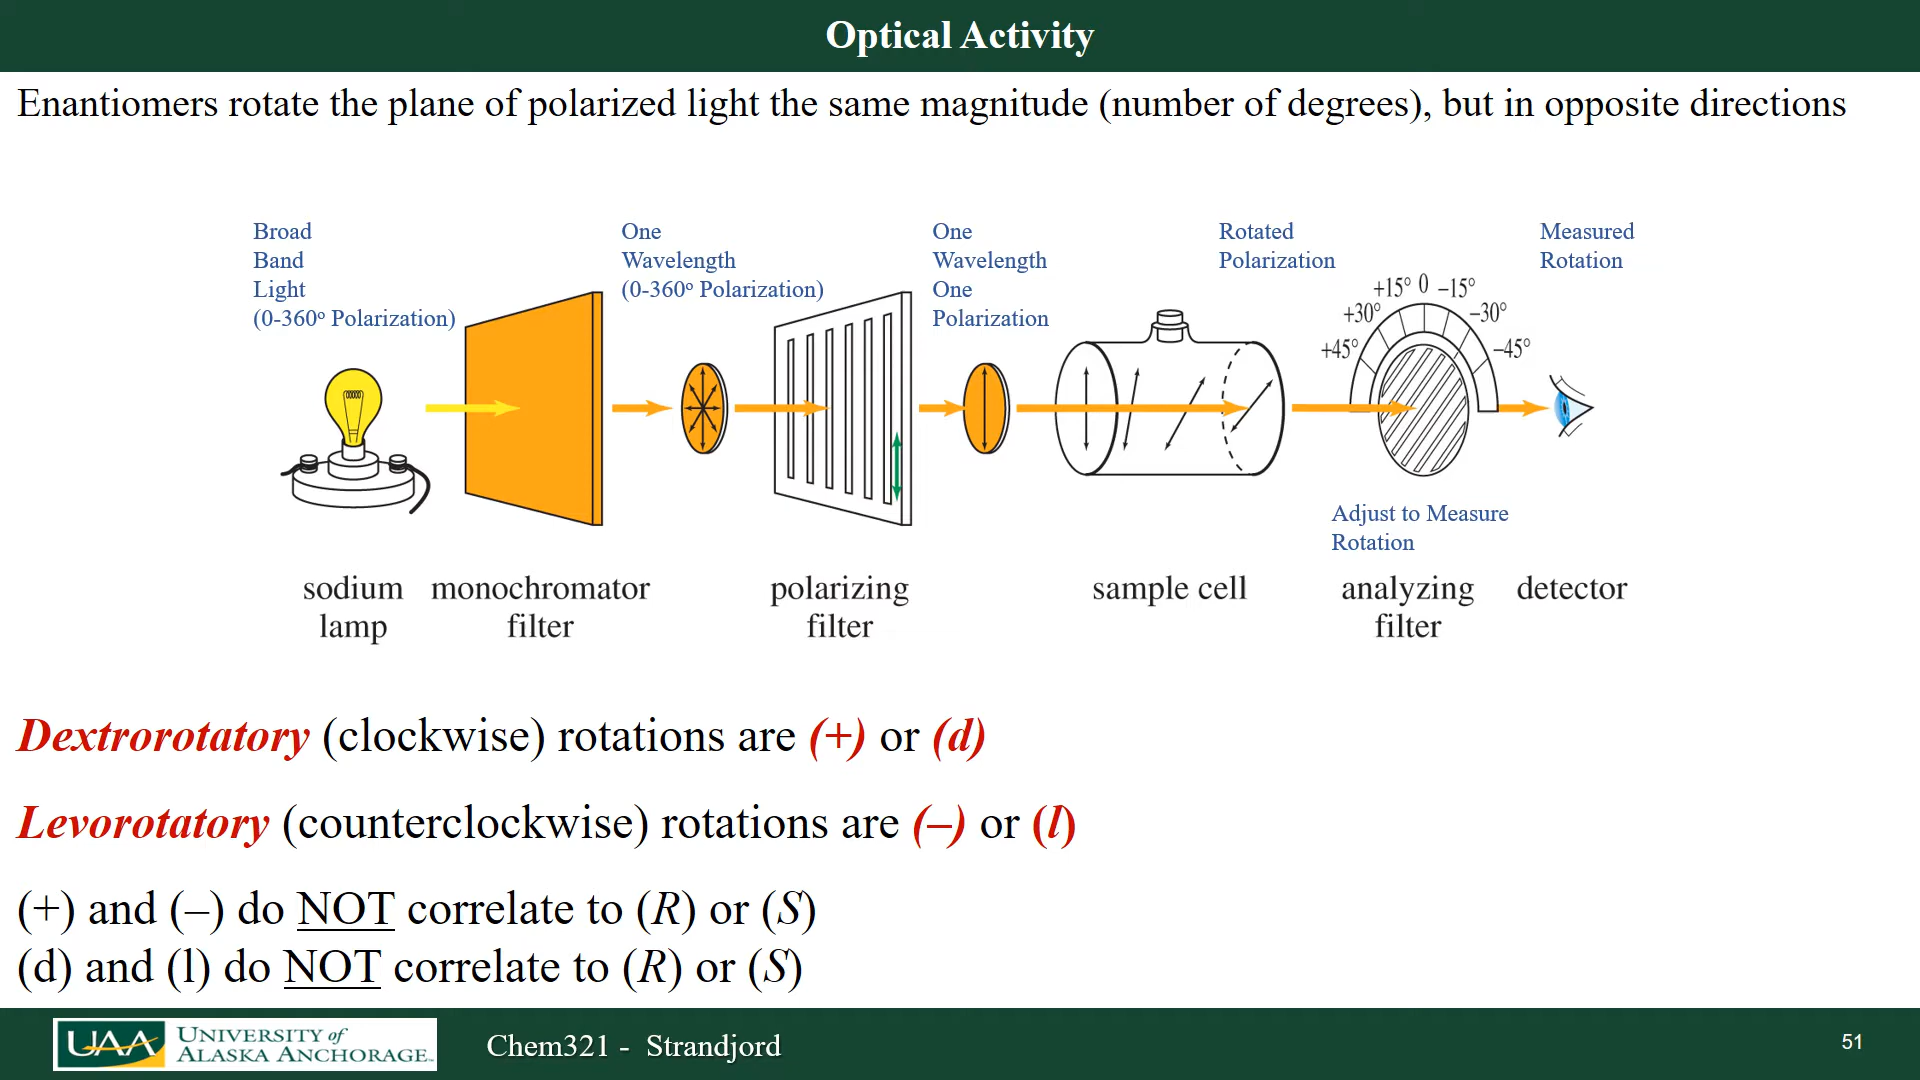 Optical Activity
Enantiomers rotate the plane of polarized light the same magnitude (number of degrees), but in opposite directions
Broad
Band
Light
(0-360º Polarization)
One
Wavelength
(0-360º Polarization)
One
Wavelength
One
Polarization
Rotated
Polarization
Measured
Rotation
+45°
+30°
+15°
0
–15°
–30°
–45°
Adjust to Measure
Rotation
sodium
lamp
monochromator
filter
polarizing
filter
sample cell
analyzing
filter
detector
Dextrorotatory (clockwise) rotations are (+) or (d)
Levorotatory (counterclockwise) rotations are (–) or (l)
(+) and (–) do NOT correlate to (R) or (S)
(d) and (l) do NOT correlate to (R) or (S)
UAA
UNIVERSITY of
ALASKA ANCHORAGE™
Chem321 - Strandjord
51